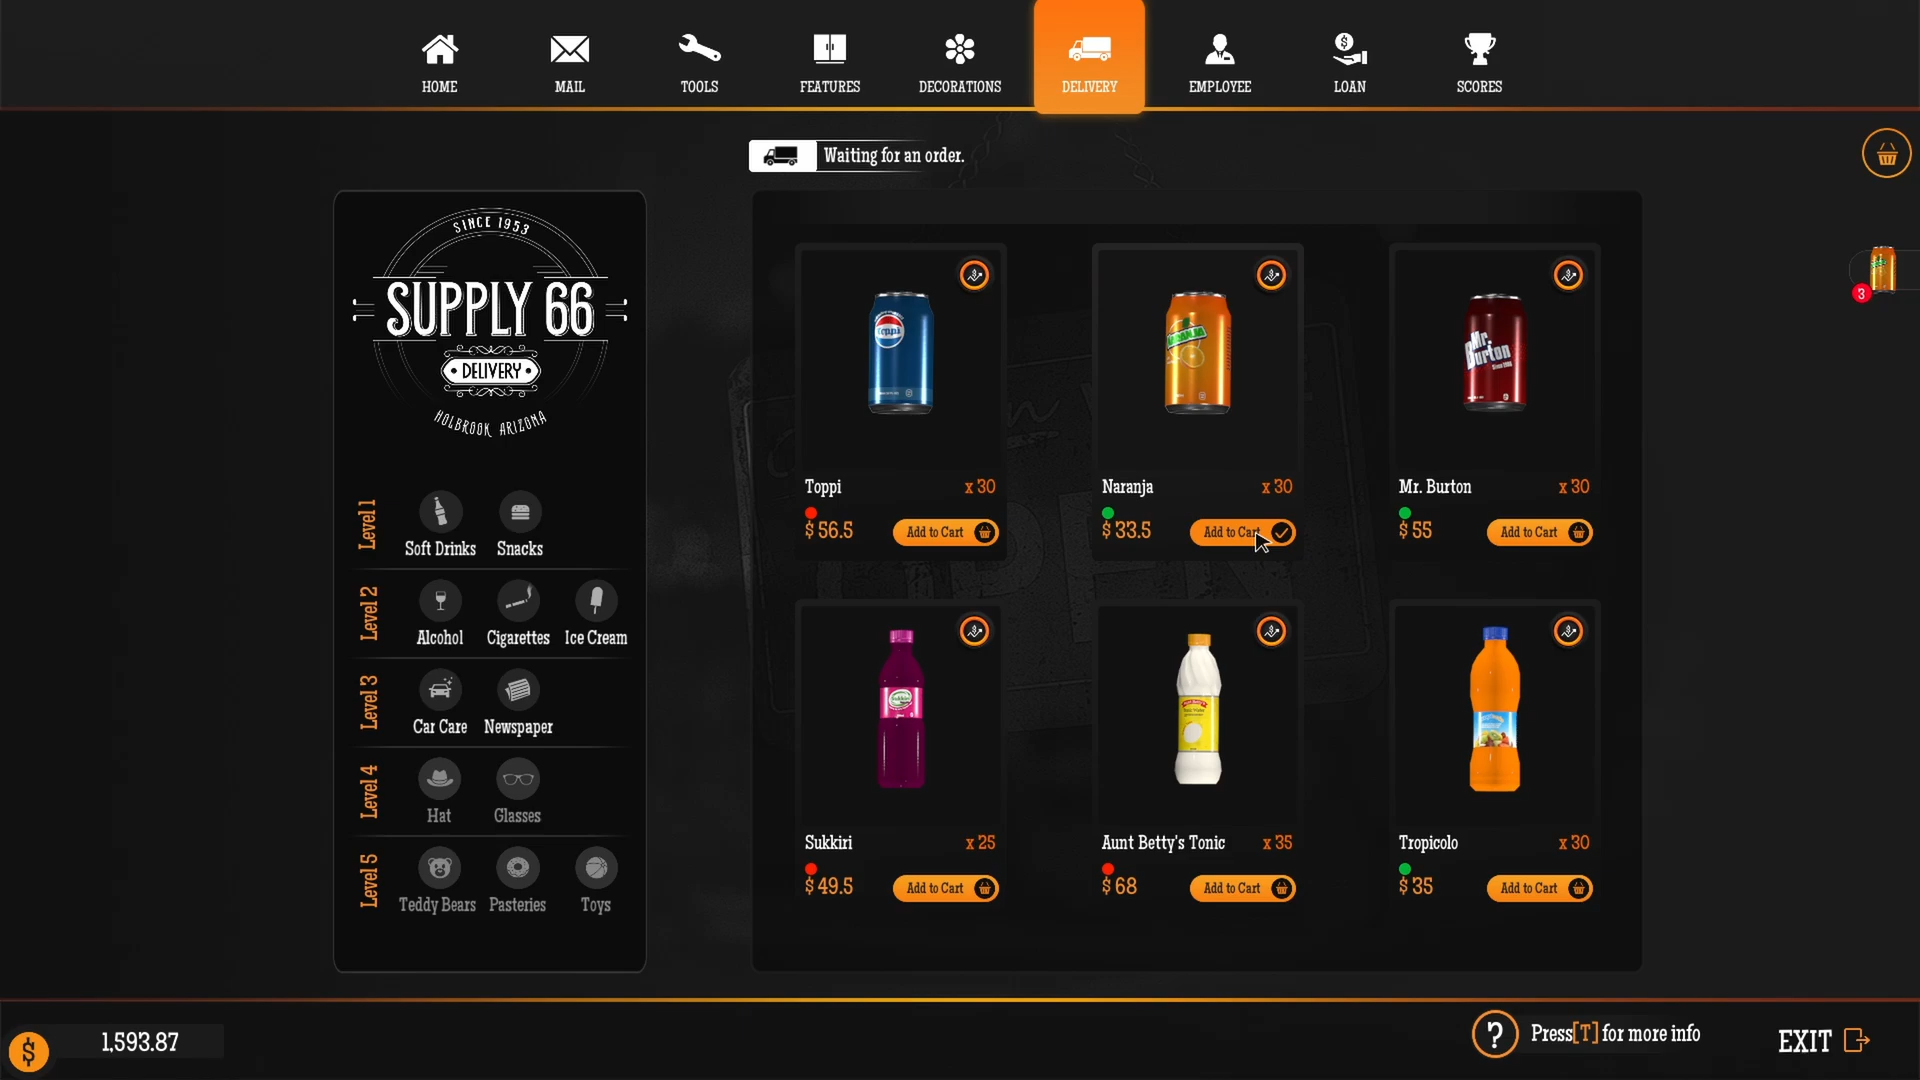 HOME
MAIL
TOOLS
FEATURES
DECORATIONS
DELIVERY
EMPLOYEE
LOAN
SCORES
Waiting for an order.
SINCE 1953
SUPPLY 66
• DELIVERY •
HOLBROOK, ARIZONA
Level 1
Soft Drinks
Snacks
Level 2
Alcohol
Cigarettes
Ice Cream
Level 3
Car Care
Newspaper
Level 4
Hat
Glasses
Level 5
Teddy Bears
Pasteries
Toys
Toppi
NARANJA
Mr. Burton
Toppi x 30
$ 56.5 Add to Cart
Naranja x 30
$ 33.5 Add to Cart
Mr. Burton x 30
$ 55 Add to Cart
Sukkiri
Sukkiri x 25
$ 49.5 Add to Cart
Aunt Betty's Tonic x 35
$ 68 Add to Cart
Tropicolo x 30
$ 35 Add to Cart
3
$ 1,593.87
? Press[T] for more info
EXIT